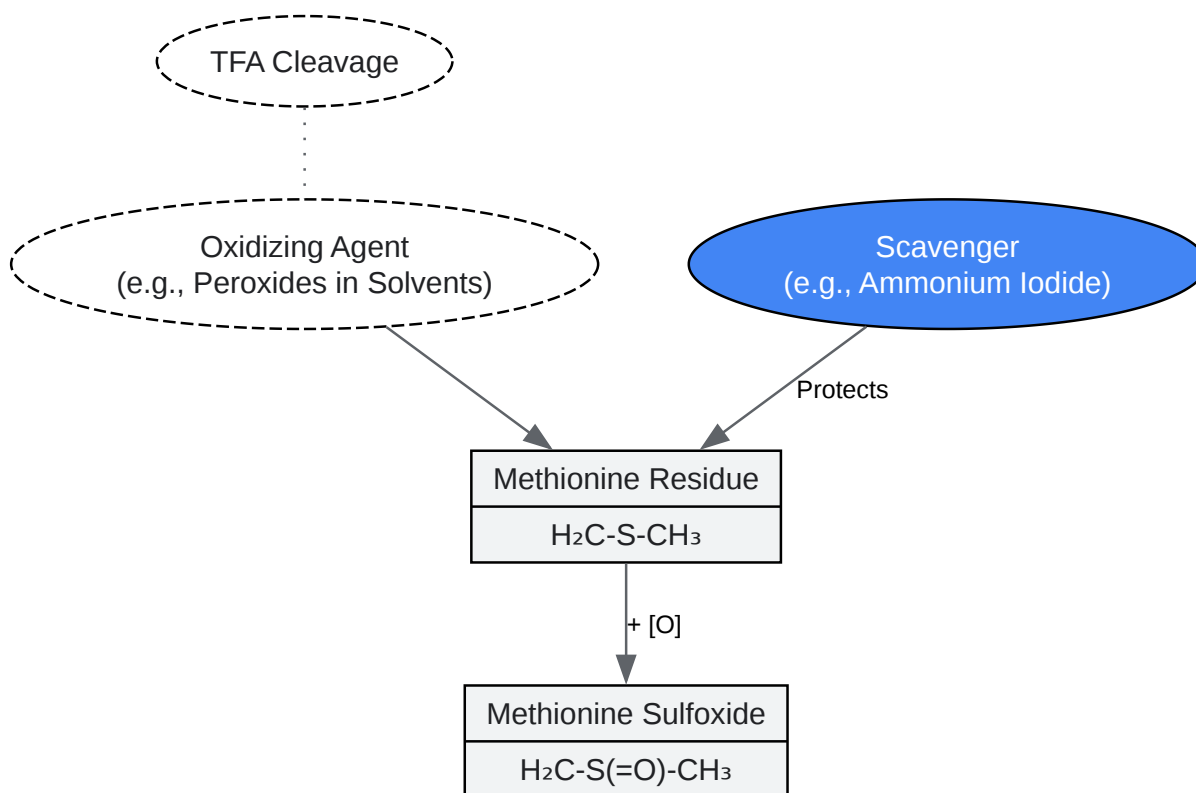 TFA Cleavage
Oxidizing Agent
(e.g., Peroxides in Solvents)
Scavenger
(e.g., Ammonium Iodide)
Protects
Methionine Residue
H₂C-S-CH₃
+ [O]
Methionine Sulfoxide
H₂C-S(=O)-CH₃